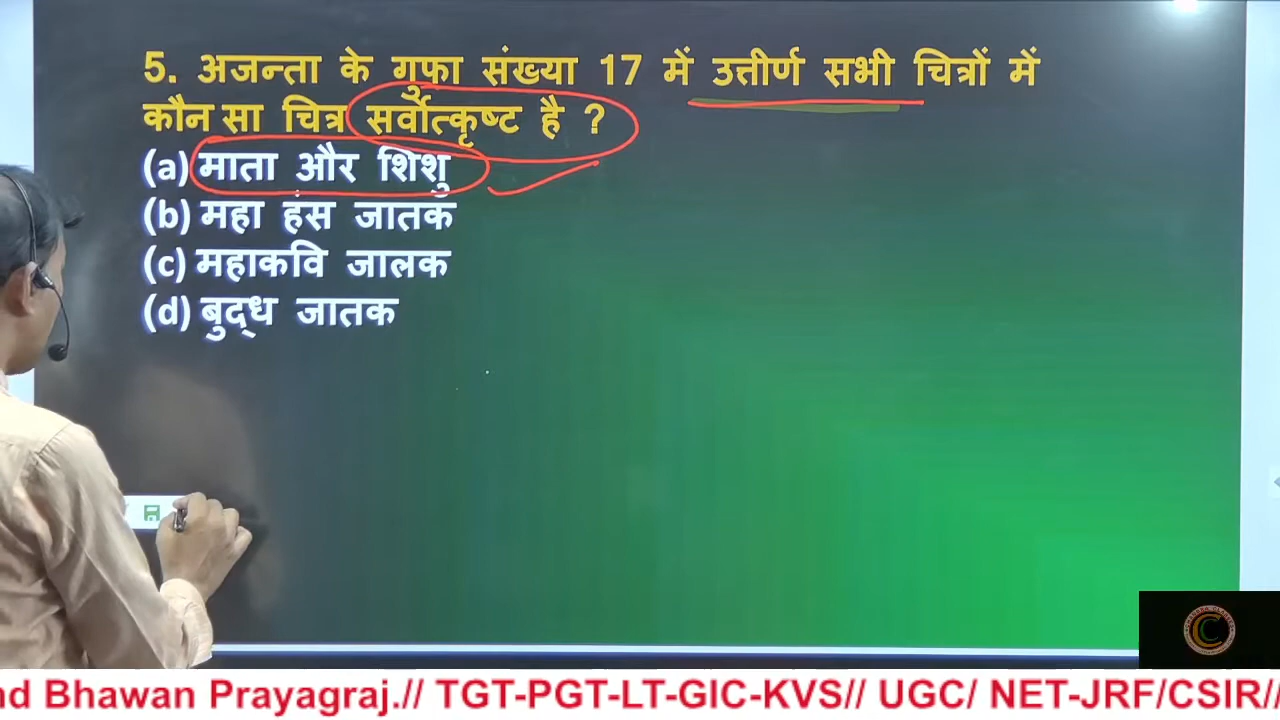 5. अजन्ता के गुफा संख्या 17 में उत्तीर्ण सभी चित्रों में
कौन सा चित्र सर्वोत्कृष्ट है ?
(a) माता और शिशु
(b) महा हंस जातक
(c) महाकवि जालक
(d) बुद्ध जातक
nd Bhawan Prayagraj.// TGT-PGT-LT-GIC-KVS// UGC/ NET-JRF/CSIR//